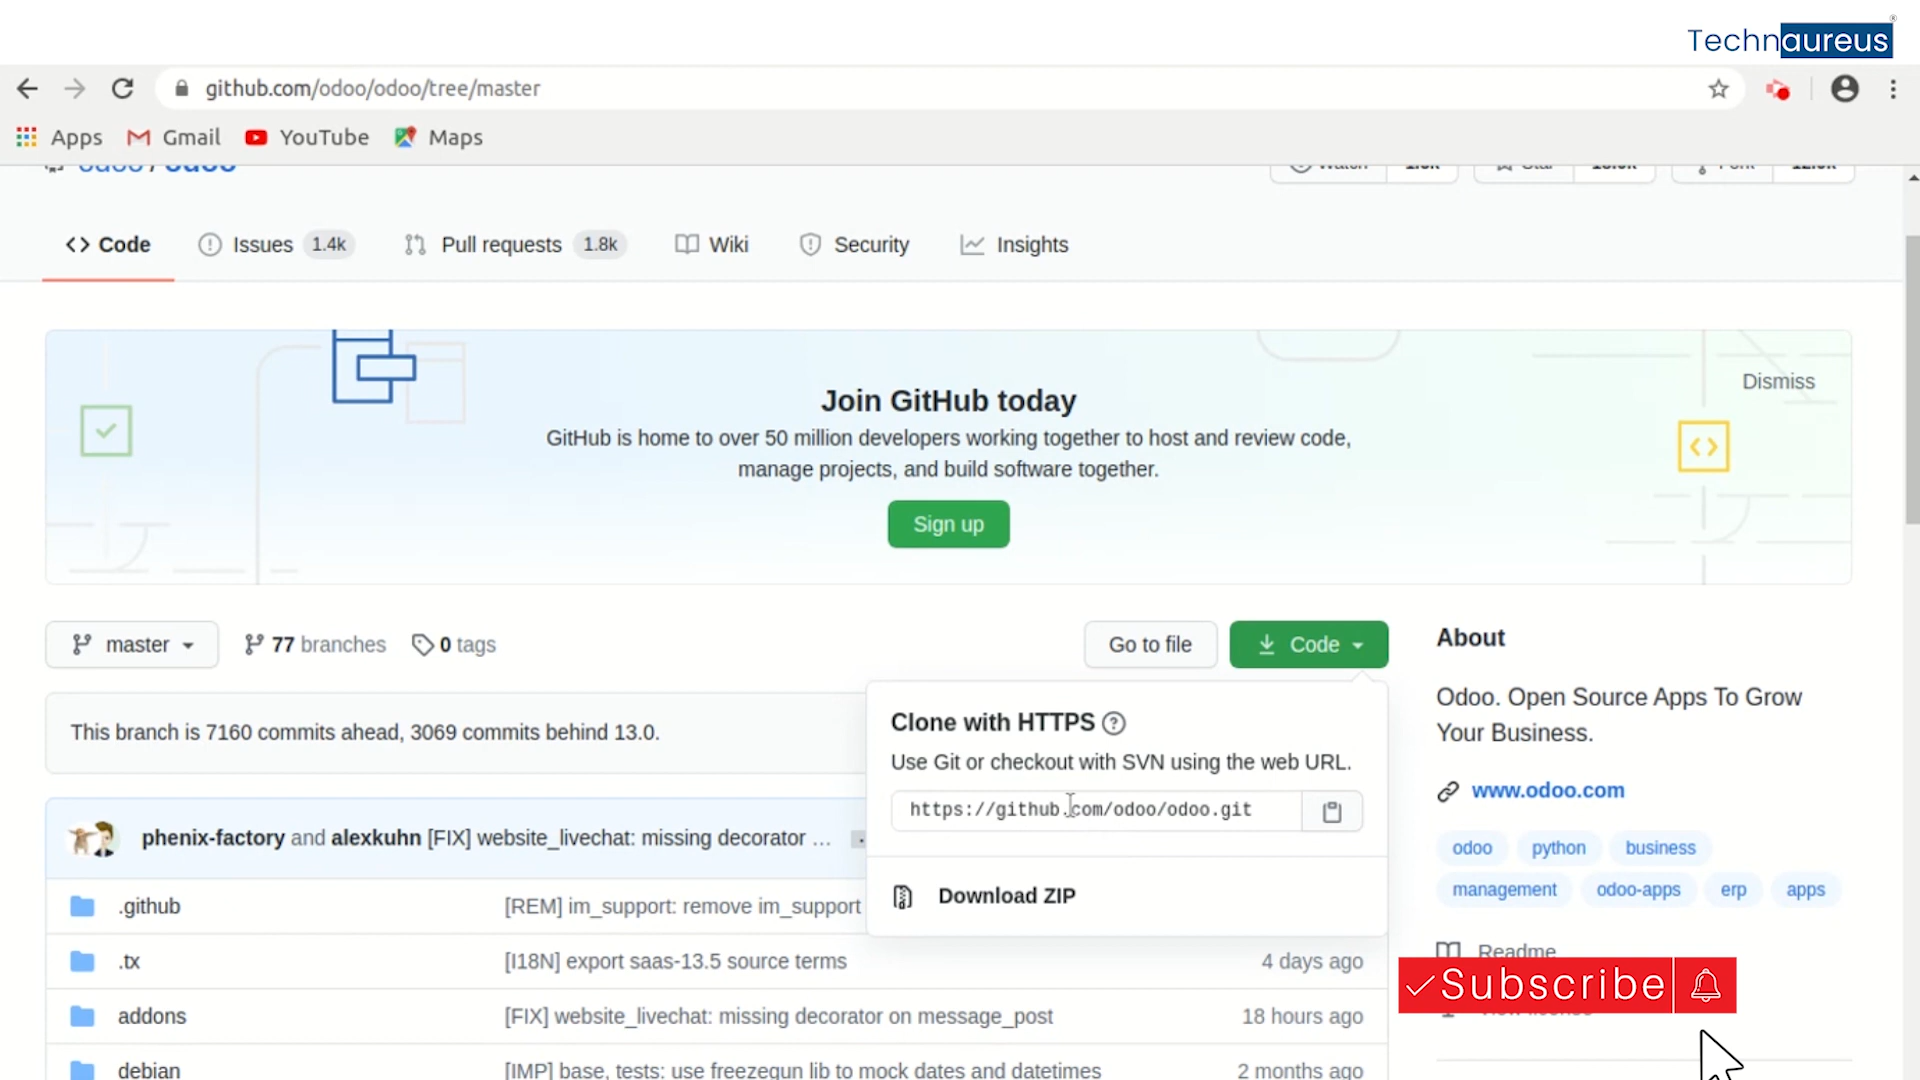 Technaureus
®
github.com/odoo/odoo/tree/master
Apps Gmail YouTube Maps
odoo / odoo
Code Issues 1.4k Pull requests 1.8k Wiki Security Insights
Dismiss
Join GitHub today
GitHub is home to over 50 million developers working together to host and review code,
manage projects, and build software together.
Sign up
master 77 branches 0 tags Go to file Code
This branch is 7160 commits ahead, 3069 commits behind 13.0.
Clone with HTTPS ?
Use Git or checkout with SVN using the web URL.
https://github.com/odoo/odoo.git
Download ZIP
phenix-factory and alexkuhn [FIX] website_livechat: missing decorator …
.github [REM] im_support: remove im_support
.tx [I18N] export saas-13.5 source terms 4 days ago
addons [FIX] website_livechat: missing decorator on message_post 18 hours ago
debian [IMP] base, tests: use freezegun lib to mock dates and datetimes 2 months ago
About
Odoo. Open Source Apps To Grow
Your Business.
www.odoo.com
odoo python business
management odoo-apps erp apps
Readme
Subscribe